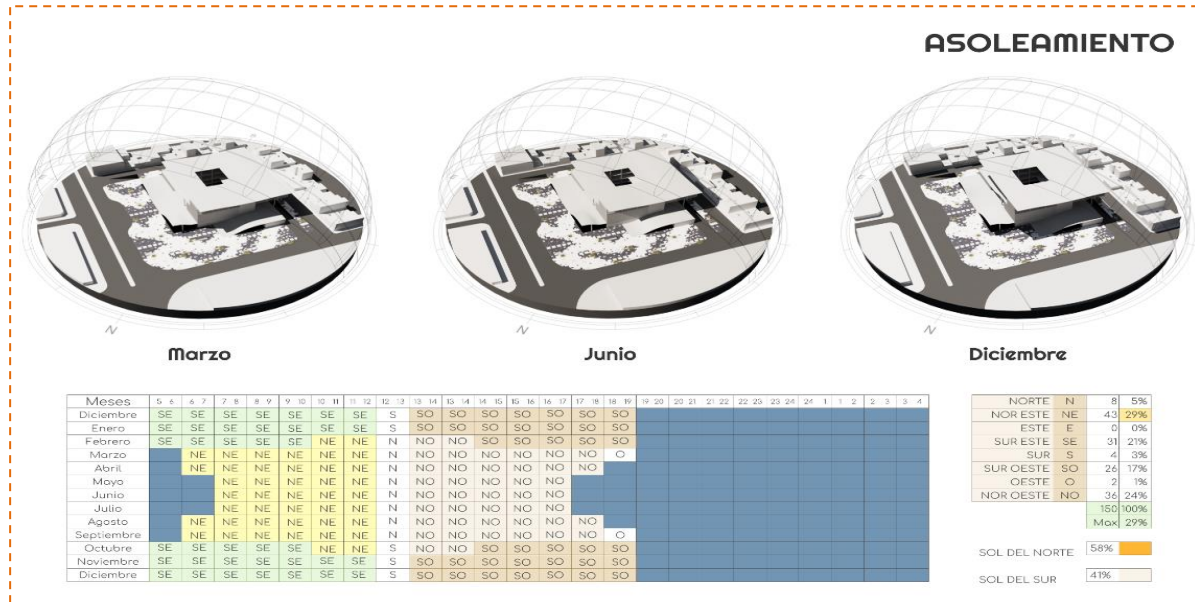 ASOLEAMIENTO
N
N
N
Marzo
Junio
Diciembre
Meses 5 6 6 7 7 8 8 9 9 10 10 11 11 12 12 13 13 14 13 14 14 15 15 16 16 17 17 18 18 19 19 20 20 21 21 22 22 23 23 24 24 1 1 2 2 3 3 4
Diciembre SE SE SE SE SE SE SE S SO SO SO SO SO SO SO
Enero SE SE SE SE SE SE SE S SO SO SO SO SO SO SO
Febrero SE SE SE SE SE NE NE N NO NO SO SO SO SO SO
Marzo NE NE NE NE NE NE N NO NO NO NO NO NO O
Abril NE NE NE NE NE NE N NO NO NO NO NO NO
Mayo NE NE NE NE NE N NO NO NO NO NO
Junio NE NE NE NE NE N NO NO NO NO NO
Julio NE NE NE NE NE N NO NO NO NO NO
Agosto NE NE NE NE NE NE N NO NO NO NO NO NO
Septiembre NE NE NE NE NE NE N NO NO NO NO NO NO O
Octubre SE SE SE SE SE NE NE S NO NO SO SO SO SO SO
Noviembre SE SE SE SE SE SE SE S SO SO SO SO SO SO SO
Diciembre SE SE SE SE SE SE SE S SO SO SO SO SO SO SO
NORTE N 8 5%
NOR ESTE NE 43 29%
ESTE E 0 0%
SUR ESTE SE 31 21%
SUR S 4 3%
SUR OESTE SO 26 17%
OESTE O 2 1%
NOR OESTE NO 36 24%
150 100%
Max 29%
SOL DEL NORTE 58%
SOL DEL SUR 41%